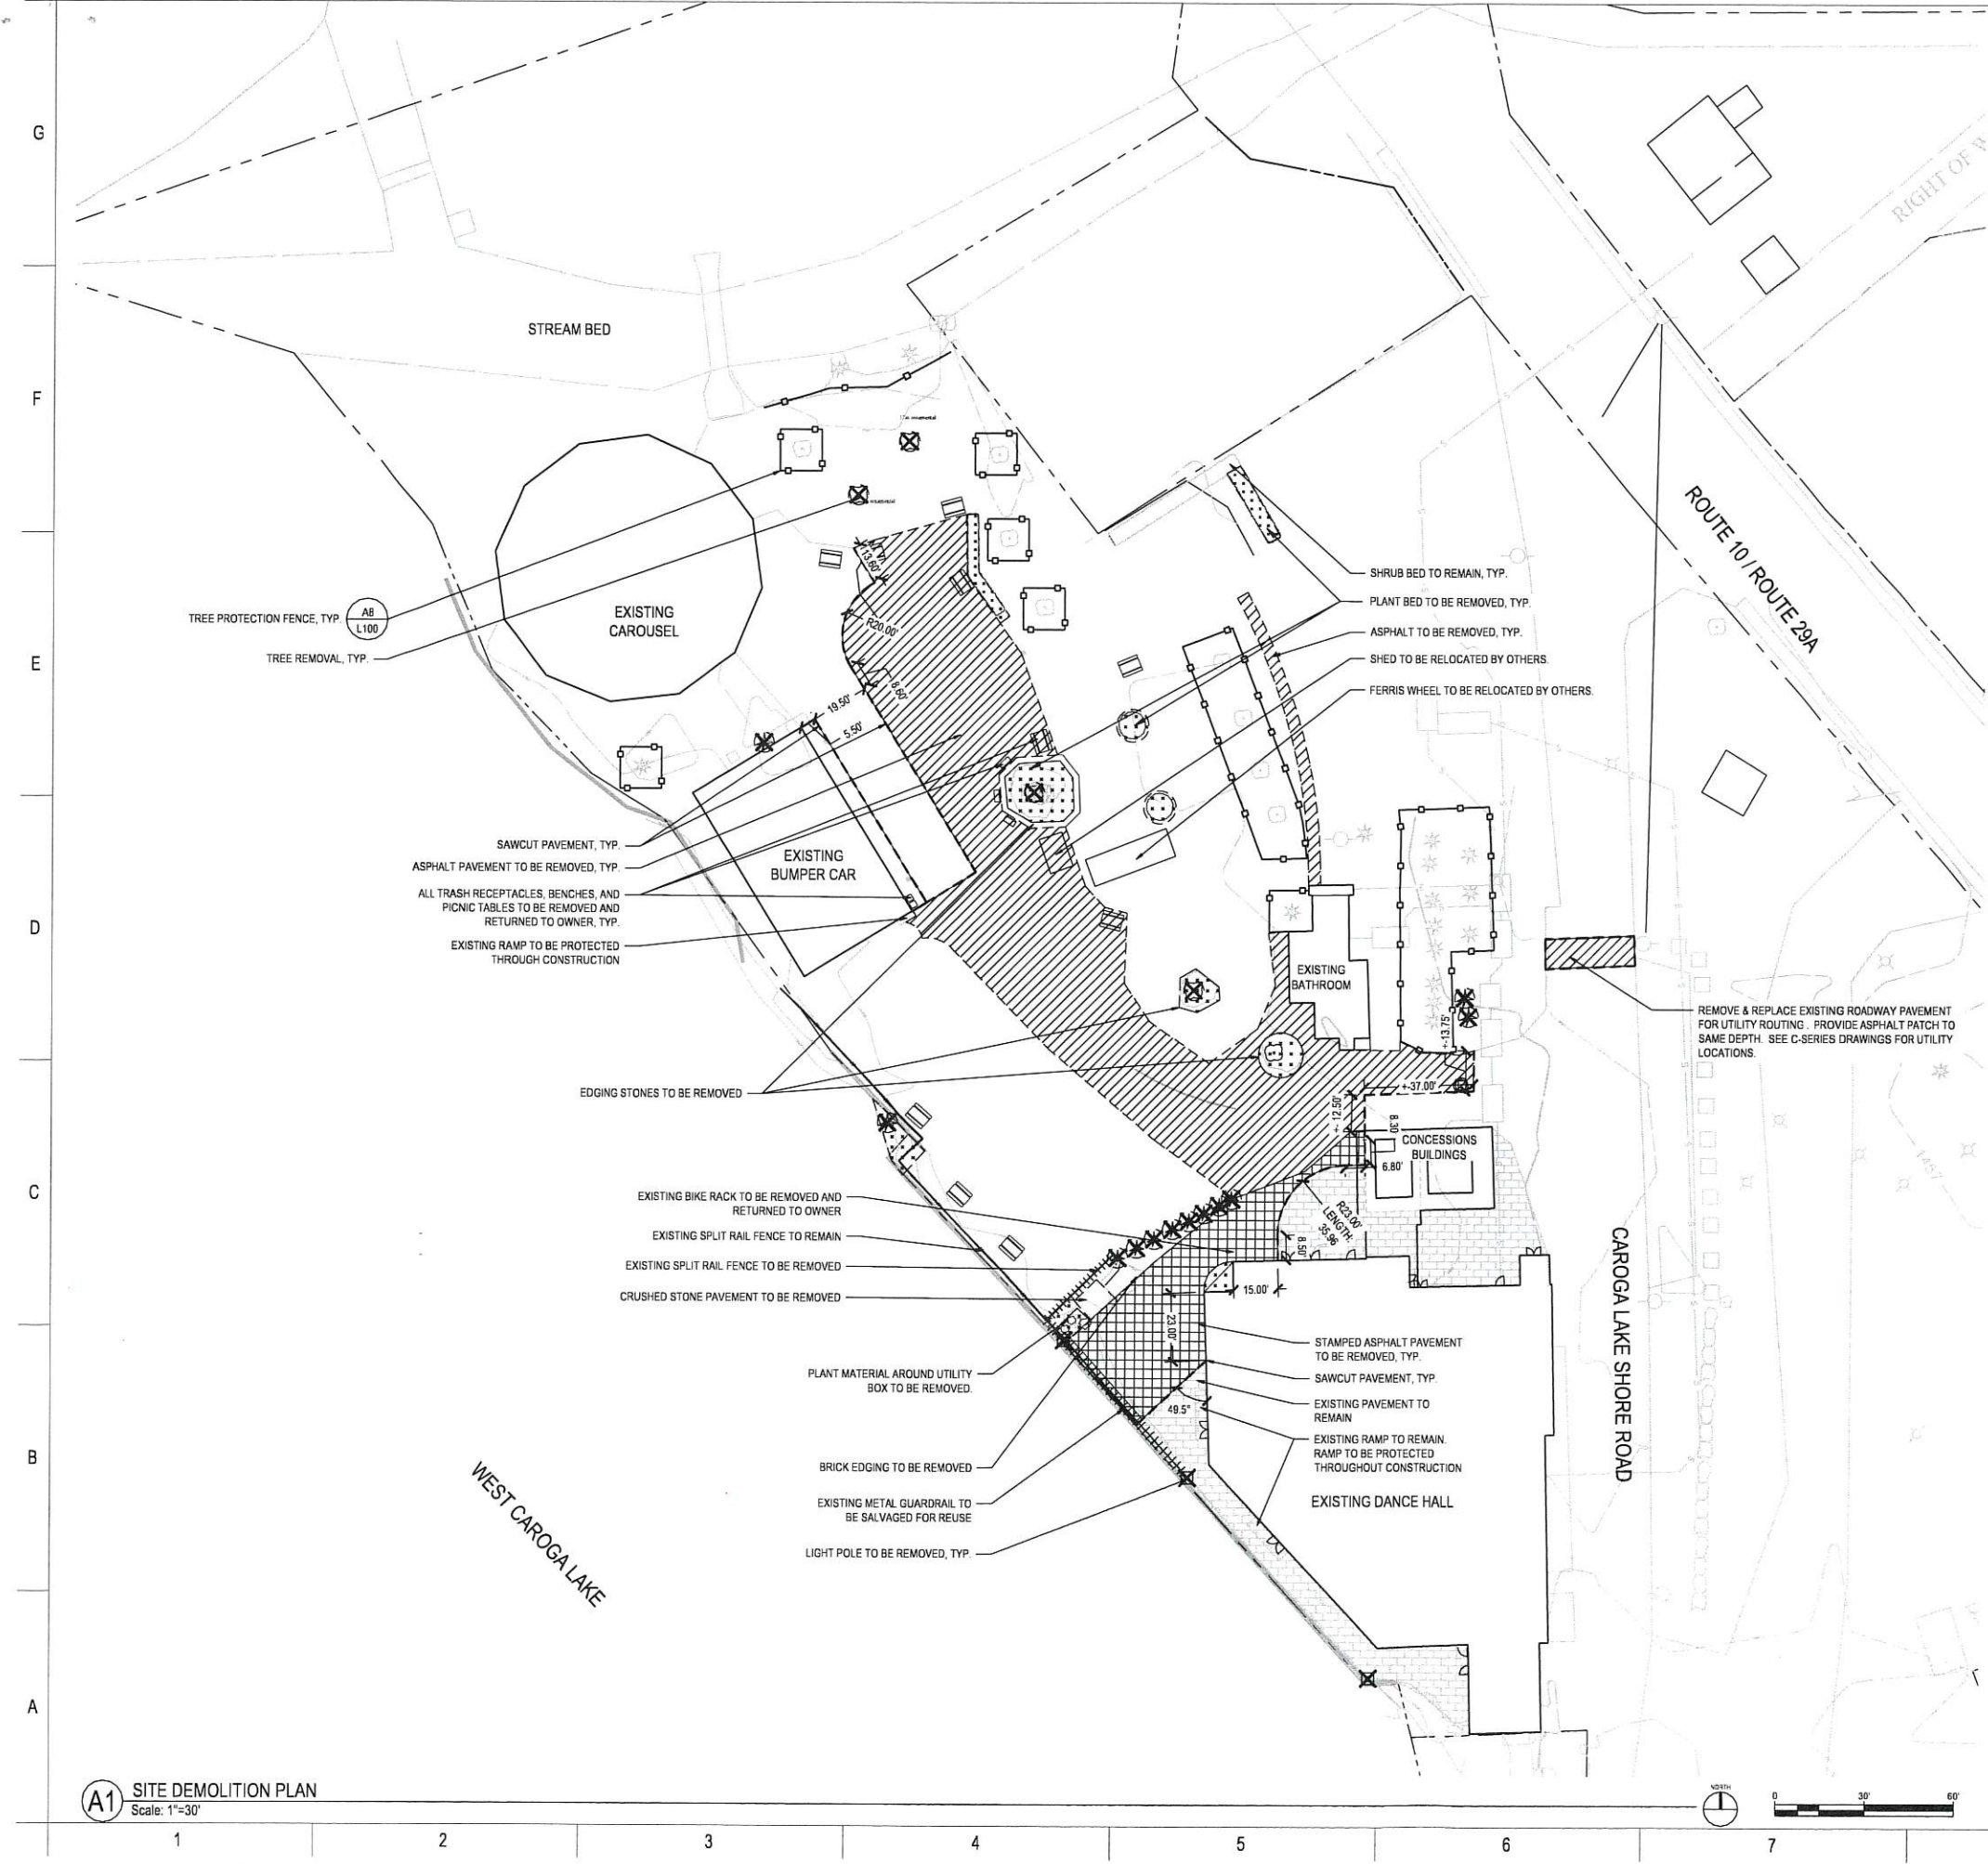 G
F
E
D
C
B
A
RIGHT OF
STREAM BED
ROUTE 10 / ROUTE 29A
TREE PROTECTION FENCE, TYP.
A8
L100
TREE REMOVAL, TYP.
EXISTING
CAROUSEL
13.60'
R20.00'
8.60'
19.50'
5.50'
SHRUB BED TO REMAIN, TYP.
PLANT BED TO BE REMOVED, TYP.
ASPHALT TO BE REMOVED, TYP.
SHED TO BE RELOCATED BY OTHERS.
FERRIS WHEEL TO BE RELOCATED BY OTHERS.
SAWCUT PAVEMENT, TYP.
ASPHALT PAVEMENT TO BE REMOVED, TYP.
ALL TRASH RECEPTACLES, BENCHES, AND
PICNIC TABLES TO BE REMOVED AND
RETURNED TO OWNER, TYP.
EXISTING RAMP TO BE PROTECTED
THROUGH CONSTRUCTION
EXISTING
BUMPER CAR
EXISTING
BATHROOM
REMOVE & REPLACE EXISTING ROADWAY PAVEMENT
FOR UTILITY ROUTING . PROVIDE ASPHALT PATCH TO
SAME DEPTH. SEE C-SERIES DRAWINGS FOR UTILITY
LOCATIONS.
+-13.75'
EDGING STONES TO BE REMOVED
+-37.00'
+-12.50'
8.30
CONCESSIONS
BUILDINGS
6.80'
R23.00'
LENGTH:
35.96
8.50'
15.00'
23.00'
49.5°
EXISTING BIKE RACK TO BE REMOVED AND
RETURNED TO OWNER
EXISTING SPLIT RAIL FENCE TO REMAIN
EXISTING SPLIT RAIL FENCE TO BE REMOVED
CRUSHED STONE PAVEMENT TO BE REMOVED
PLANT MATERIAL AROUND UTILITY
BOX TO BE REMOVED.
BRICK EDGING TO BE REMOVED
EXISTING METAL GUARDRAIL TO
BE SALVAGED FOR REUSE
LIGHT POLE TO BE REMOVED, TYP.
STAMPED ASPHALT PAVEMENT
TO BE REMOVED, TYP.
SAWCUT PAVEMENT, TYP.
EXISTING PAVEMENT TO
REMAIN
EXISTING RAMP TO REMAIN.
RAMP TO BE PROTECTED
THROUGHOUT CONSTRUCTION
EXISTING DANCE HALL
CAROGA LAKE SHORE ROAD
WEST CAROGA LAKE
A1
SITE DEMOLITION PLAN
Scale: 1"=30'
NORTH
0 30' 60'
1 2 3 4 5 6 7